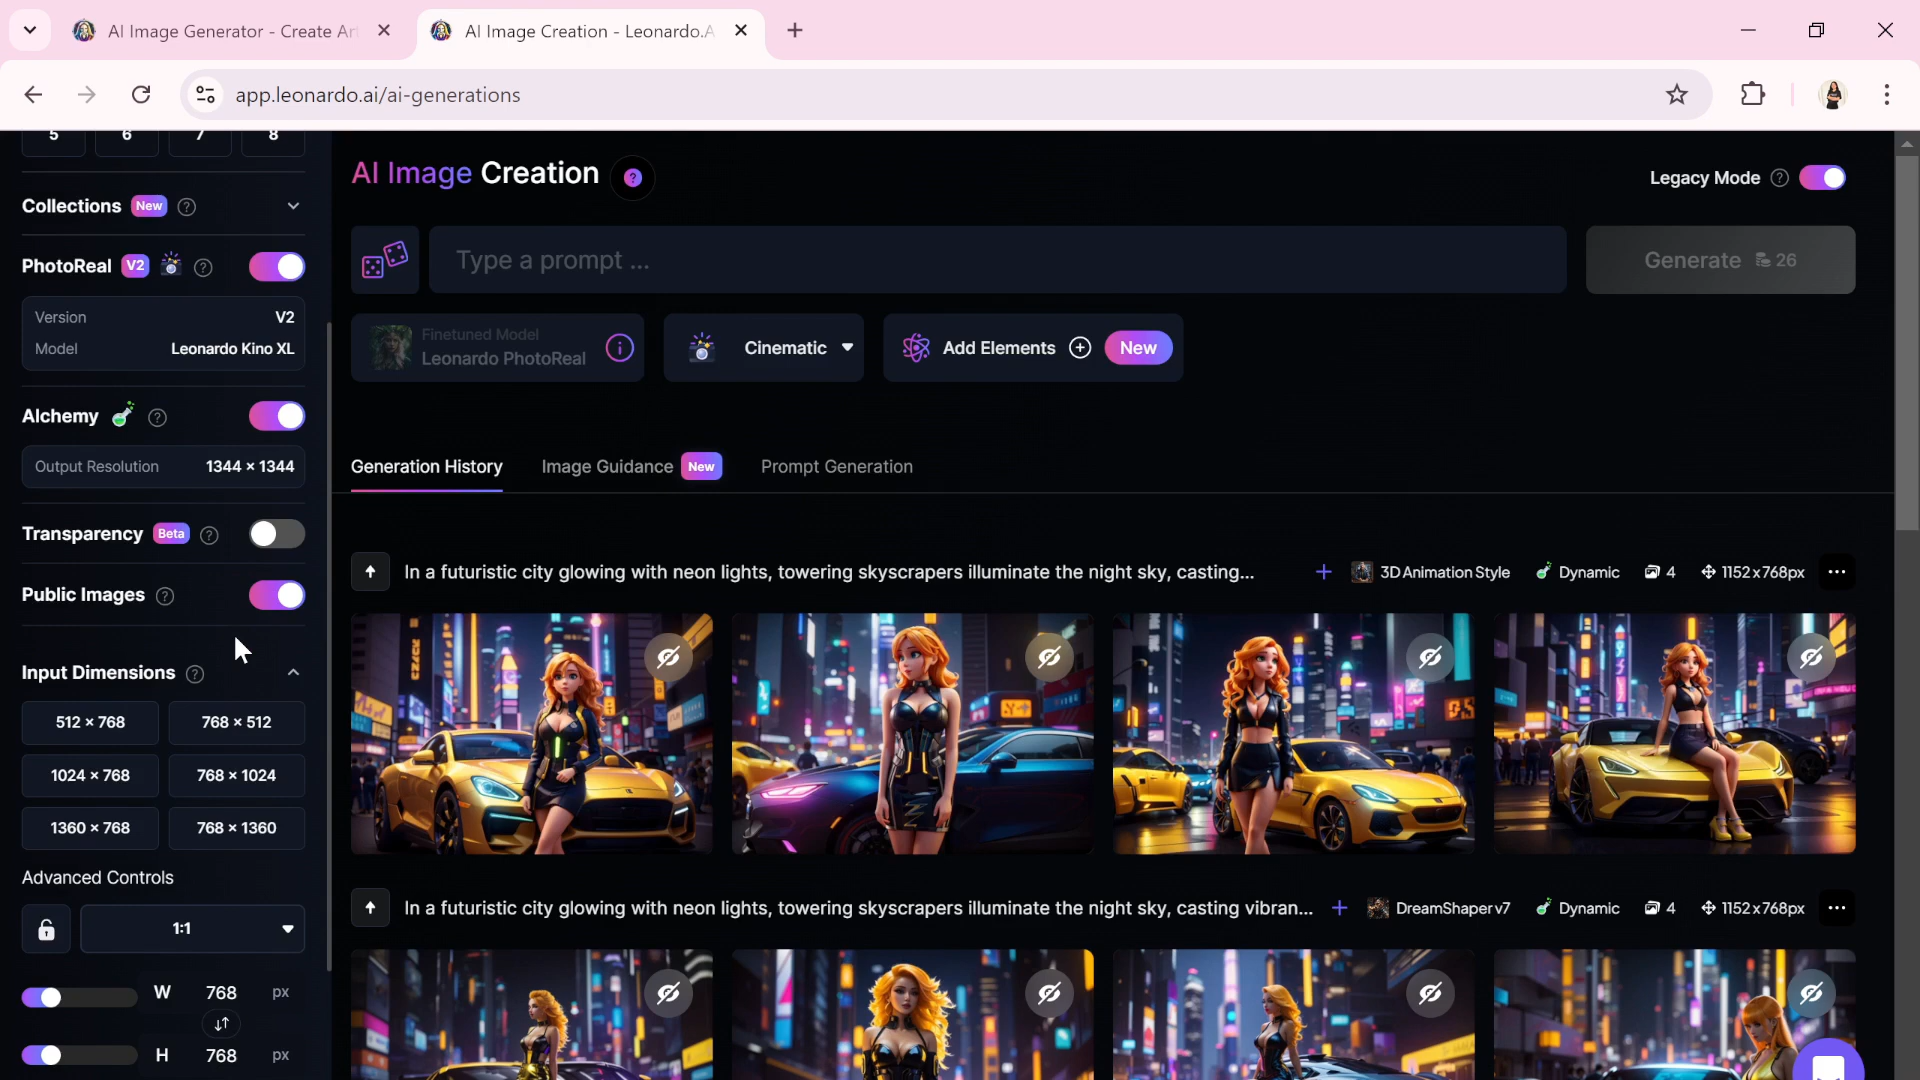 AI Image Generator - Create Ar
AI Image Creation - Leonardo.A
app.leonardo.ai/ai-generations
5 6 7 8
Collections New ?
PhotoReal V2 ?
Version V2
Model Leonardo Kino XL
Alchemy ?
Output Resolution 1344 × 1344
Transparency Beta ?
Public Images ?
Input Dimensions ?
512 × 768 768 × 512
1024 × 768 768 × 1024
1360 × 768 768 × 1360
Advanced Controls
1:1
W 768 px
H 768 px
AI Image Creation ?
Legacy Mode ?
Type a prompt ...
Generate 26
Finetuned Model
Leonardo PhotoReal
Cinematic
Add Elements New
Generation History Image Guidance New Prompt Generation
In a futuristic city glowing with neon lights, towering skyscrapers illuminate the night sky, casting... 3D Animation Style Dynamic 4 1152x768px
In a futuristic city glowing with neon lights, towering skyscrapers illuminate the night sky, casting vibran... DreamShaper v7 Dynamic 4 1152x768px